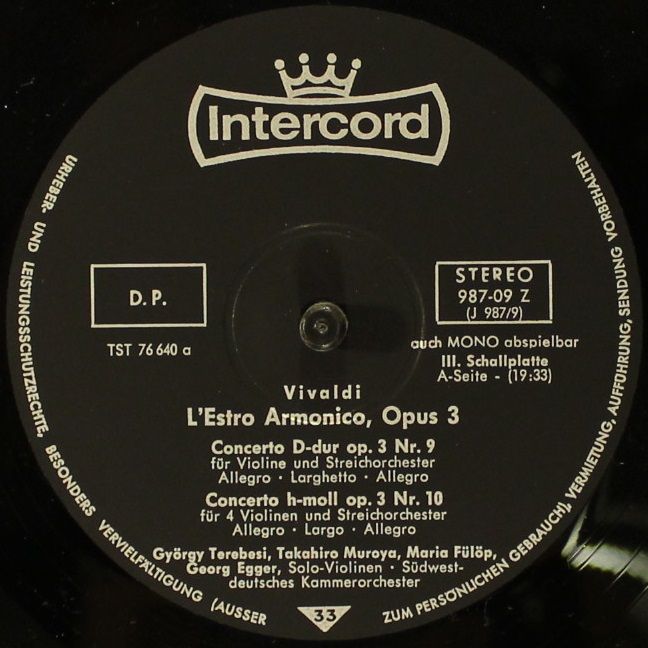 Intercord
D. P.
TST 76 640 a
STEREO
987-09 Z
(J 987/9)
auch MONO abspielbar
III. Schallplatte
A-Seite - (19:33)
Vivaldi
L'Estro Armonico, Opus 3
Concerto D-dur op. 3 Nr. 9
für Violine und Streichorchester
Allegro · Larghetto · Allegro
Concerto h-moll op. 3 Nr. 10
für 4 Violinen und Streichorchester
Allegro · Largo · Allegro
György Terebesi, Takahiro Muroya, Maria Fülöp,
Georg Egger, Solo-Violinen · Südwest-
deutsches Kammerorchester
33
URHEBER- UND LEISTUNGSSCHUTZRECHTE, BESONDERS VERVIELFÄLTIGUNG (AUSSER ZUM PERSÖNLICHEN GEBRAUCH), VERMIETUNG, AUFFÜHRUNG, SENDUNG VORBEHALTEN